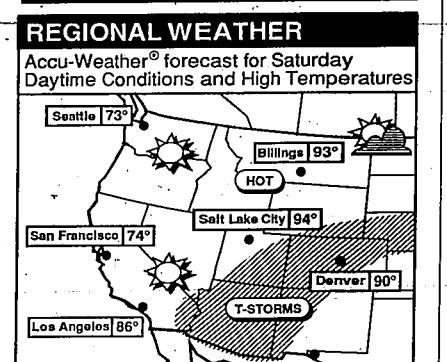 REGIONAL WEATHER
Accu-Weather® forecast for Saturday
Daytime Conditions and High Temperatures
Seattle 73°
Billings 93°
HOT
Salt Lake City 94°
San Francisco 74°
Denver 90°
T-STORMS
Los Angeles 86°